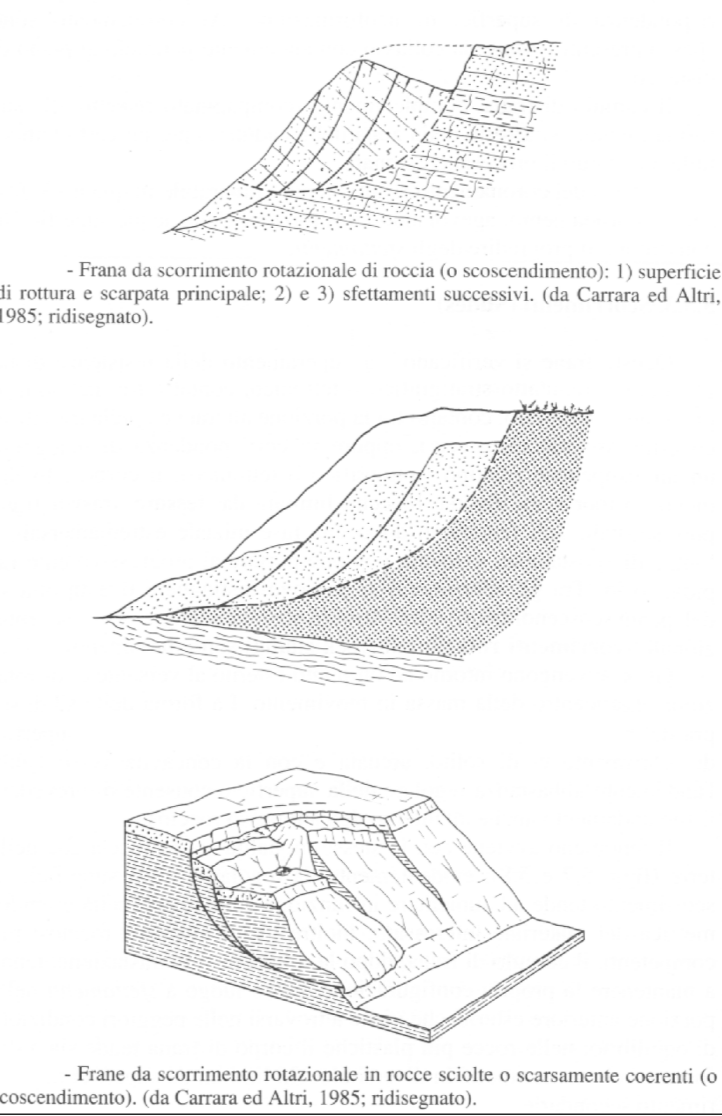 - Frana da scorrimento rotazionale di roccia (o scoscendimento): 1) superficie
di rottura e scarpata principale; 2) e 3) sfettamenti successivi. (da Carrara ed Altri,
1985; ridisegnato).
- Frane da scorrimento rotazionale in rocce sciolte o scarsamente coerenti (o
coscendimento). (da Carrara ed Altri, 1985; ridisegnato).